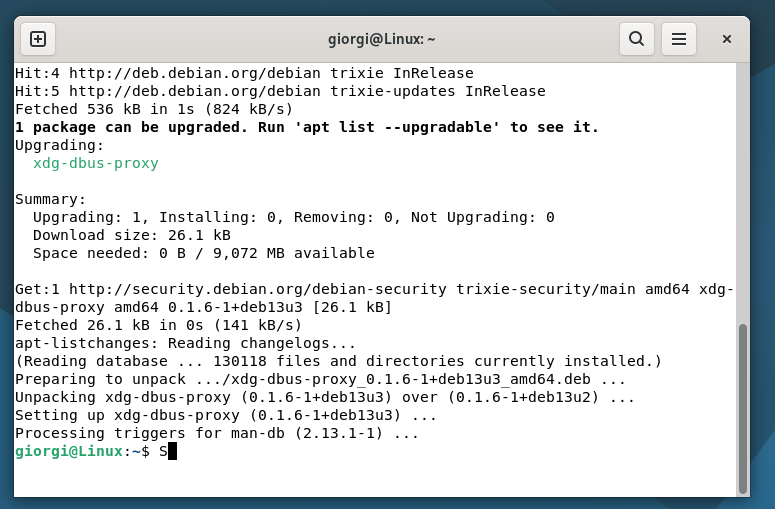 giorgi@Linux: ~
Hit:4 http://deb.debian.org/debian trixie InRelease
Hit:5 http://deb.debian.org/debian trixie-updates InRelease
Fetched 536 kB in 1s (824 kB/s)
1 package can be upgraded. Run 'apt list --upgradable' to see it.
Upgrading:
  xdg-dbus-proxy

Summary:
  Upgrading: 1, Installing: 0, Removing: 0, Not Upgrading: 0
  Download size: 26.1 kB
  Space needed: 0 B / 9,072 MB available

Get:1 http://security.debian.org/debian-security trixie-security/main amd64 xdg-
dbus-proxy amd64 0.1.6-1+deb13u3 [26.1 kB]
Fetched 26.1 kB in 0s (141 kB/s)
apt-listchanges: Reading changelogs...
(Reading database ... 130118 files and directories currently installed.)
Preparing to unpack .../xdg-dbus-proxy_0.1.6-1+deb13u3_amd64.deb ...
Unpacking xdg-dbus-proxy (0.1.6-1+deb13u3) over (0.1.6-1+deb13u2) ...
Setting up xdg-dbus-proxy (0.1.6-1+deb13u3) ...
Processing triggers for man-db (2.13.1-1) ...
giorgi@Linux:~$ S